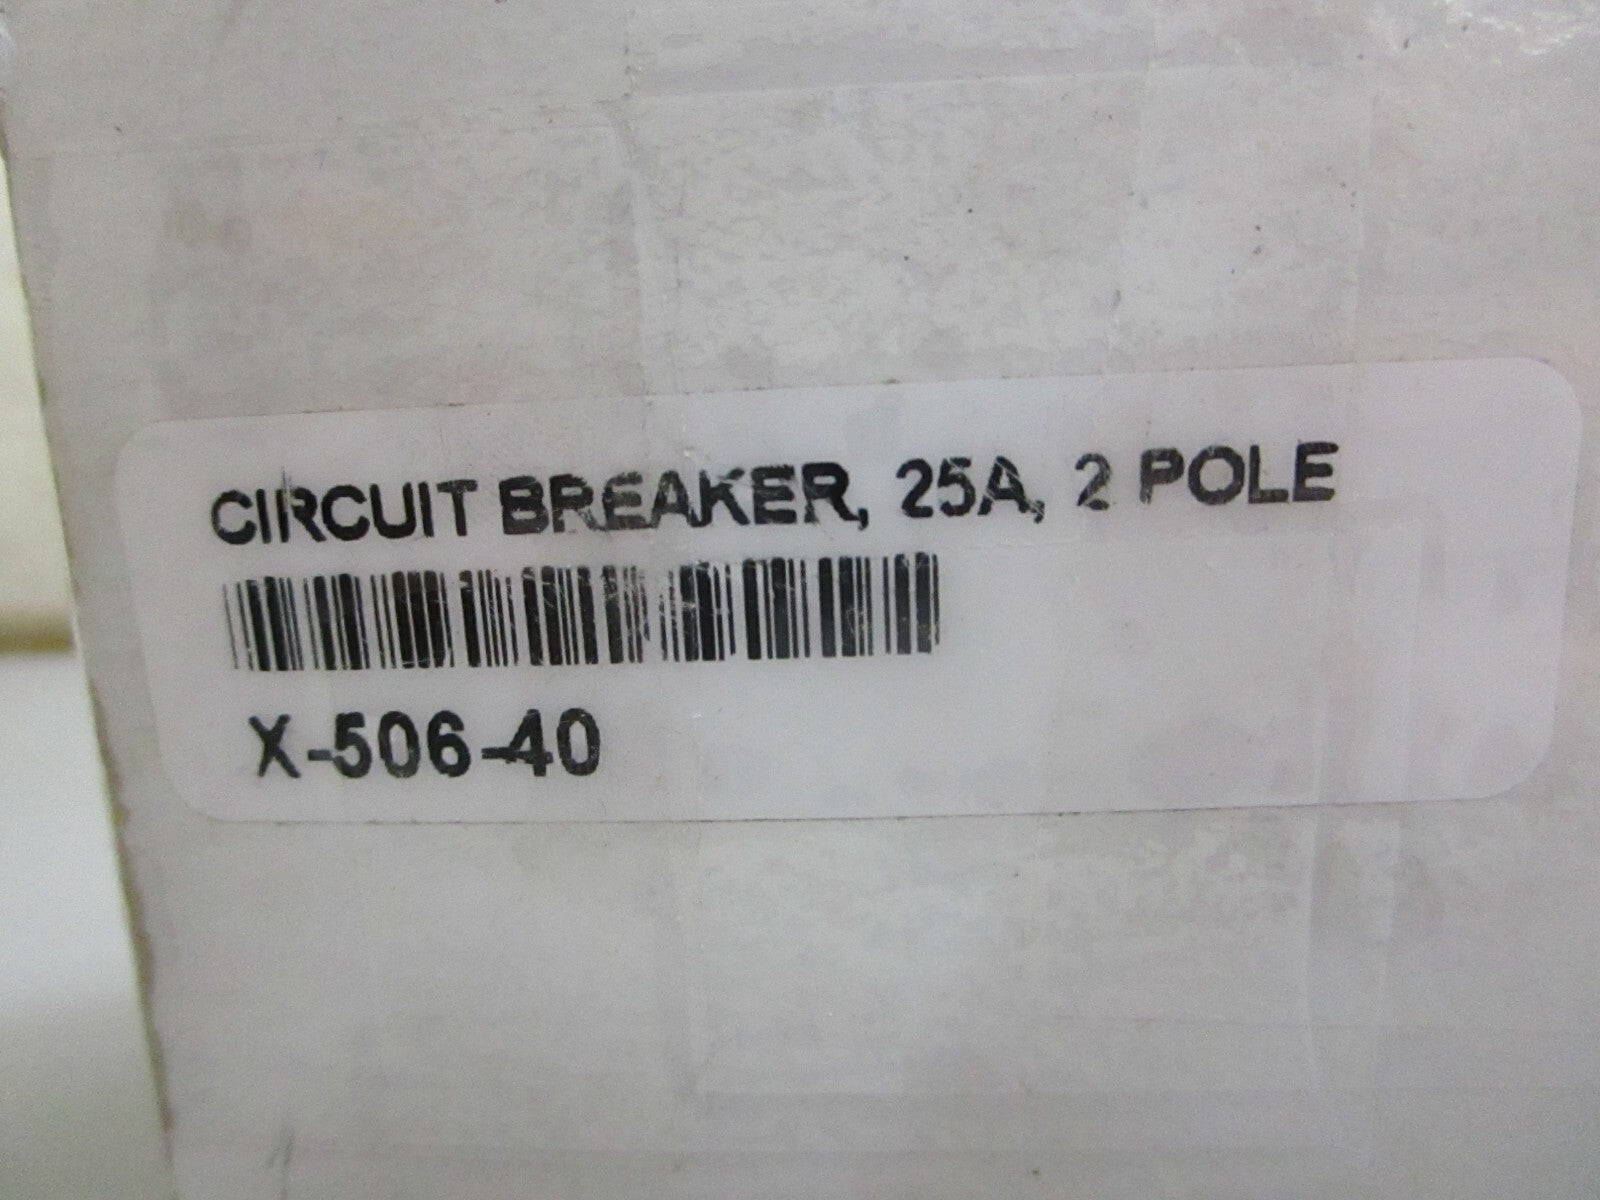 CIRCUIT BREAKER, 25A, 2 POLE
X-506-40